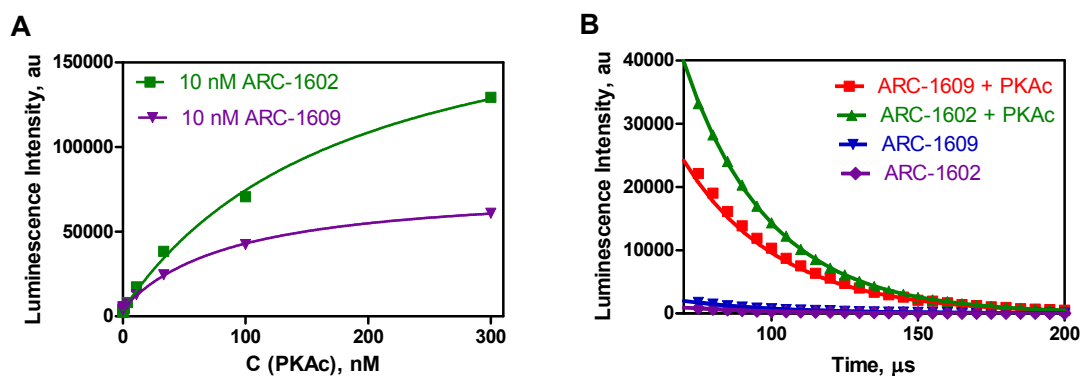 A
Luminescence Intensity, au
150000
100000
50000
0
10 nM ARC-1602
10 nM ARC-1609
0
100
200
300
C (PKAc), nM
B
Luminescence Intensity, au
40000
30000
20000
10000
0
ARC-1609 + PKAc
ARC-1602 + PKAc
ARC-1609
ARC-1602
100
150
200
Time, μs